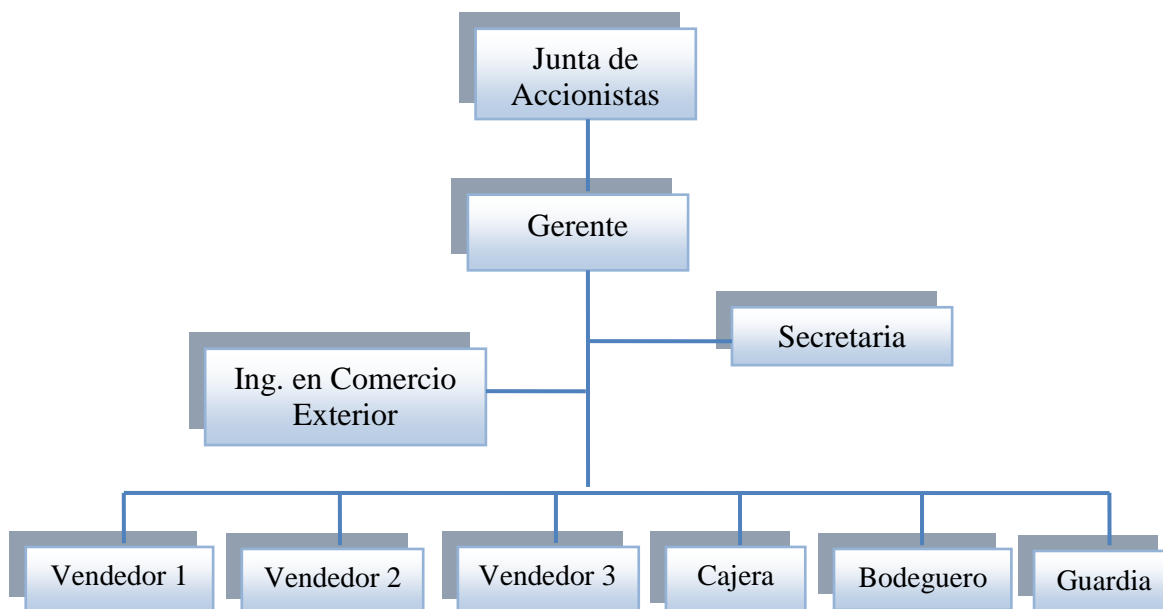 Junta de
Accionistas
Gerente
Secretaria
Ing. en Comercio
Exterior
Vendedor 1
Vendedor 2
Vendedor 3
Cajera
Bodeguero
Guardia